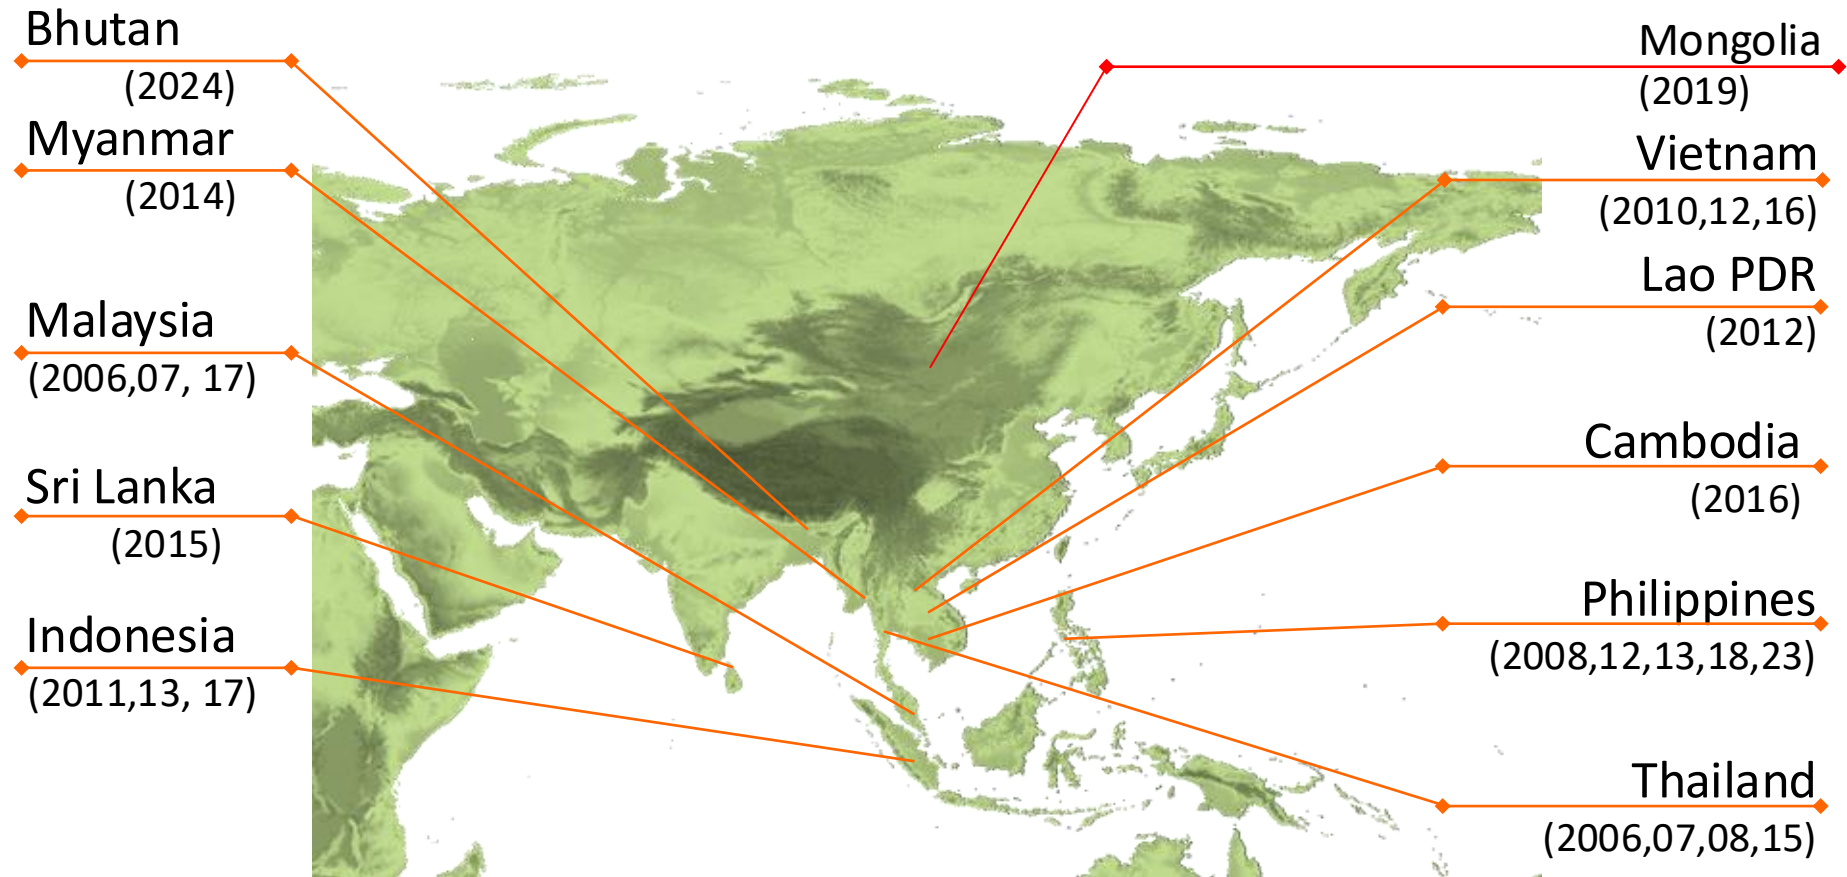 Bhutan
(2024)
Myanmar
(2014)
Malaysia
(2006,07, 17)
Sri Lanka
(2015)
Indonesia
(2011,13, 17)
Mongolia
(2019)
Vietnam
(2010,12,16)
Lao PDR
(2012)
Cambodia
(2016)
Philippines
(2008,12,13,18,23)
Thailand
(2006,07,08,15)